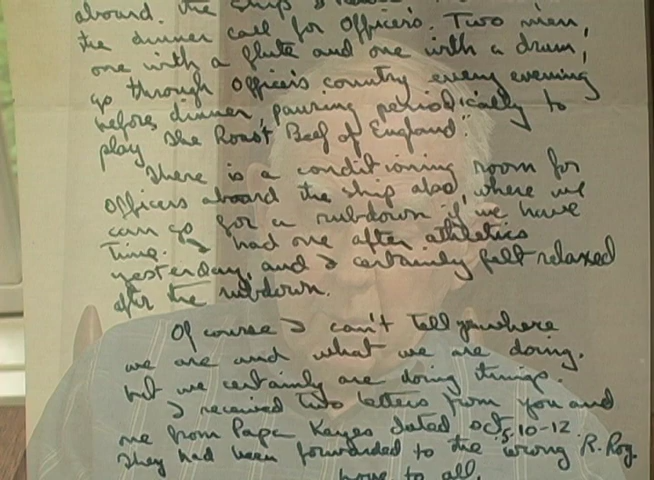 aboard. the ship
the dinner call for Officers. Two men,
one with a flute and one with a drum,
go through Officers country every evening
before dinner, pausing periodically to
play "The Roast Beef of England".
There is a conditioning room for
Officers aboard the ship also, where we
can go for a rubdown if we have
time. I had one after athletics
yesterday, and I certainly felt relaxed
after the rubdown.
Of course I can't tell you where
we are and what we are doing.
but we certainly are doing things.
I received two letters from you and
one from Papa Keyes dated Oct 5, 10-12.
They had been forwarded to the wrong R. Rog.
love to all.